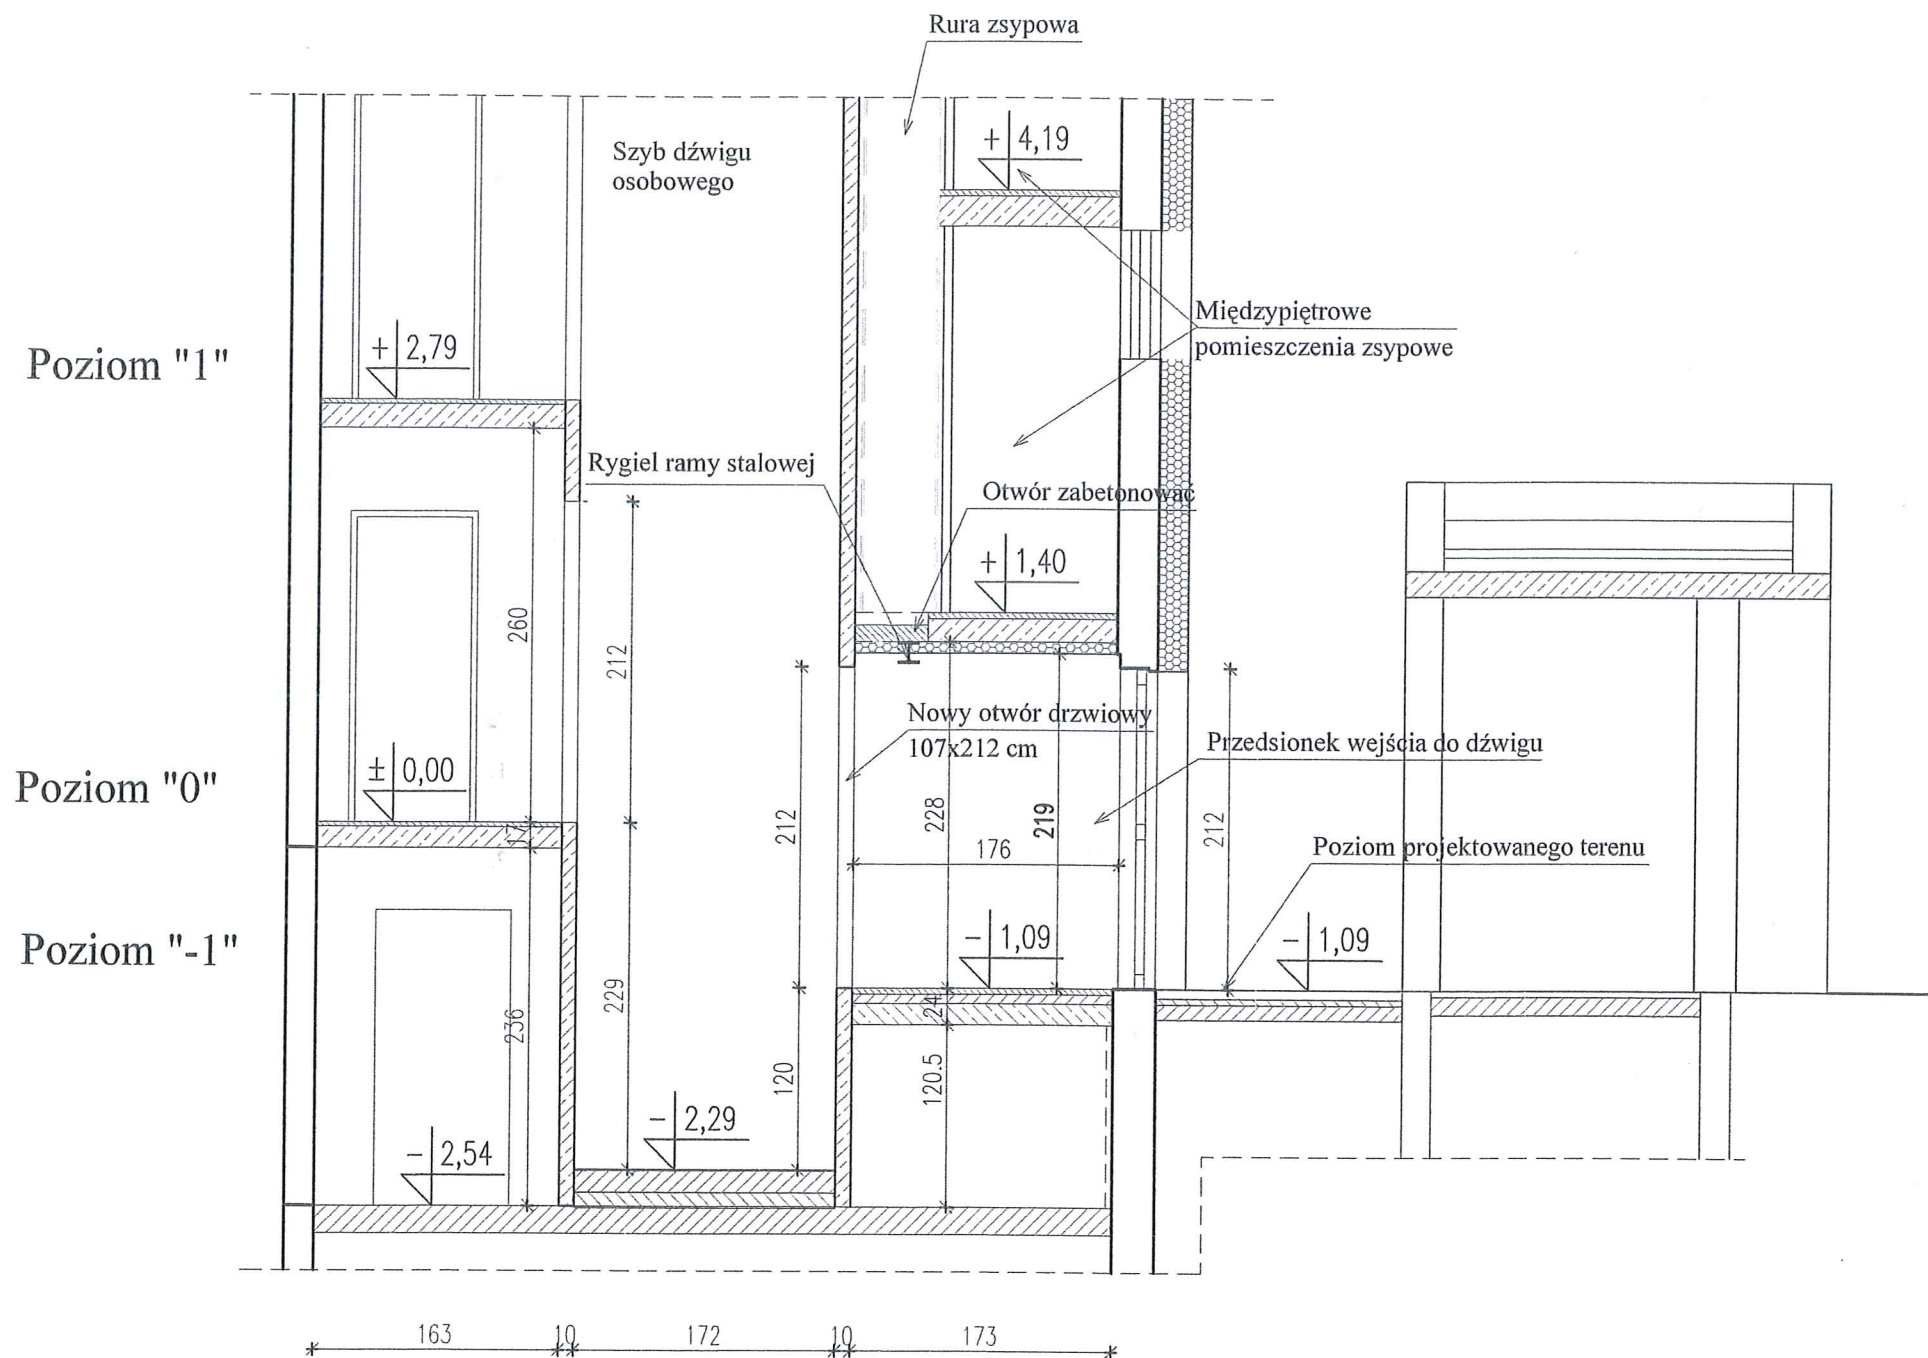 Rura zsypowa
Szyb dźwigu
osobowego
+ 4,19
Międzypiętrowe
pomieszczenia zsypowe
Poziom "1"
+ 2,79
Rygiel ramy stalowej
Otwór zabetonować
+ 1,40
260
212
Nowy otwór drzwiowy
107x212 cm
Przedsionek wejścia do dźwigu
Poziom "0"
± 0,00
17
212
228
219
212
176
Poziom projektowanego terenu
Poziom "-1"
- 1,09
- 1,09
236
229
120
24
120.5
- 2,29
- 2,54
163
10
172
10
173